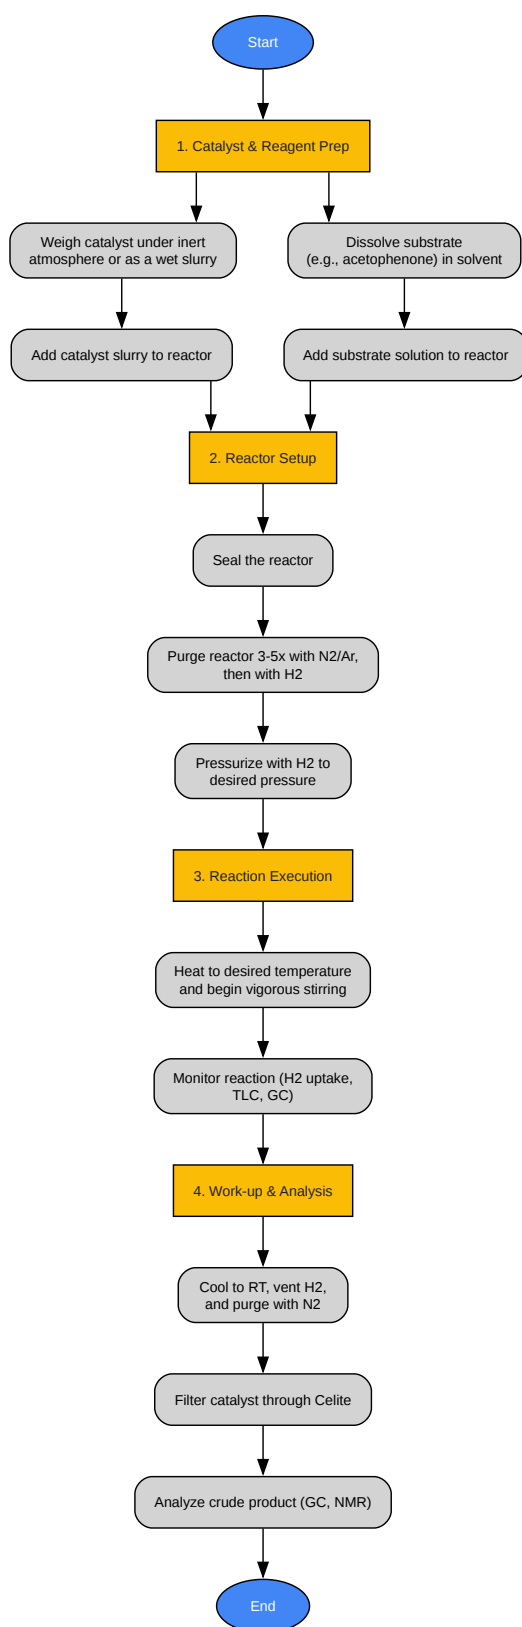 Start
1. Catalyst & Reagent Prep
Weigh catalyst under inert
atmosphere or as a wet slurry
Dissolve substrate
(e.g., acetophenone) in solvent
Add catalyst slurry to reactor
Add substrate solution to reactor
2. Reactor Setup
Seal the reactor
Purge reactor 3-5x with N2/Ar,
then with H2
Pressurize with H2 to
desired pressure
3. Reaction Execution
Heat to desired temperature
and begin vigorous stirring
Monitor reaction (H2 uptake,
TLC, GC)
4. Work-up & Analysis
Cool to RT, vent H2,
and purge with N2
Filter catalyst through Celite
Analyze crude product (GC, NMR)
End